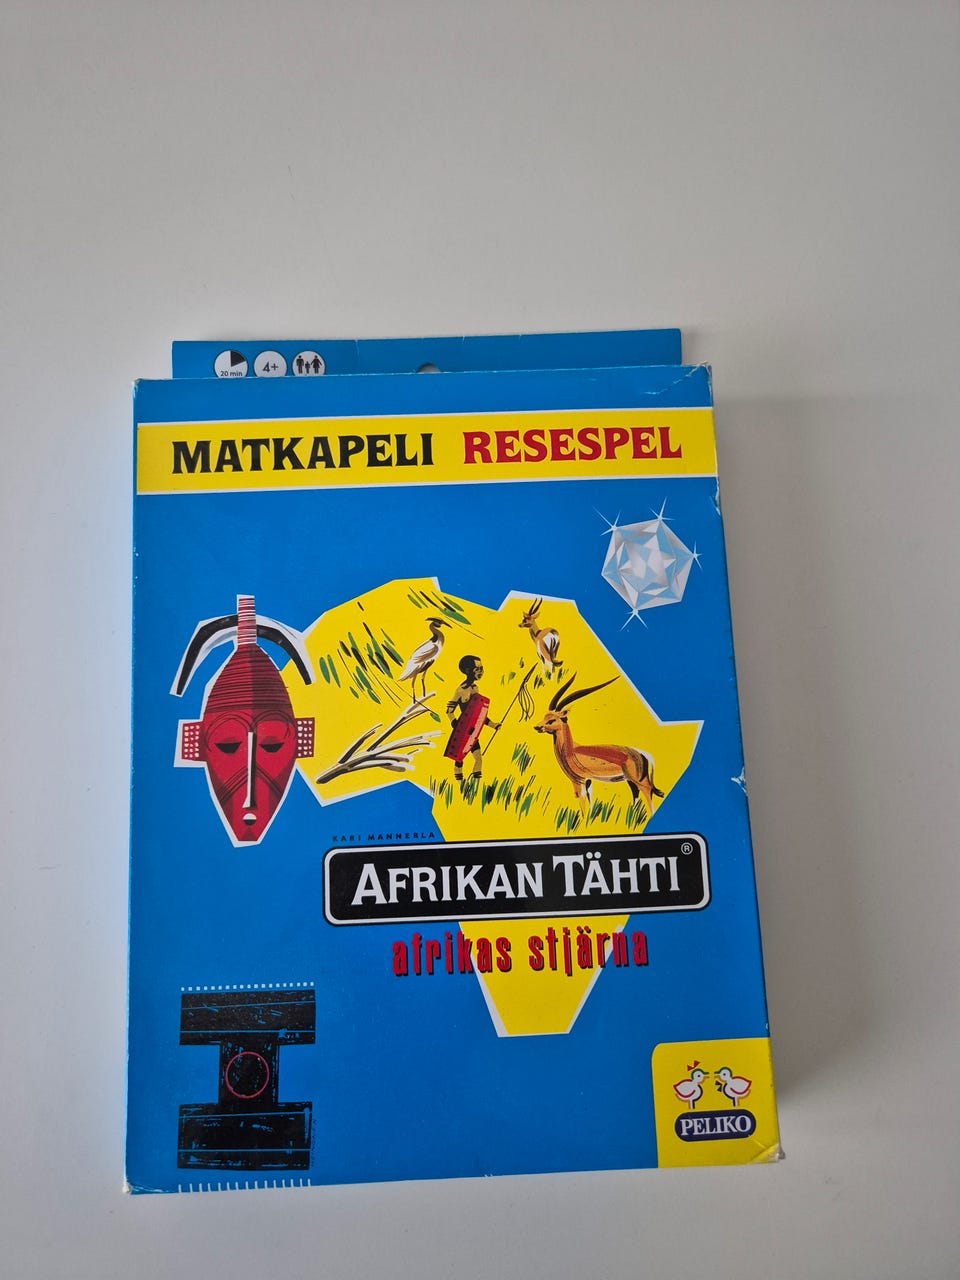 20 min
4+
MATKAPELI RESESPEL
KARI MANNERLA
AFRIKAN TÄHTI®
afrikas stjärna
PELIKO